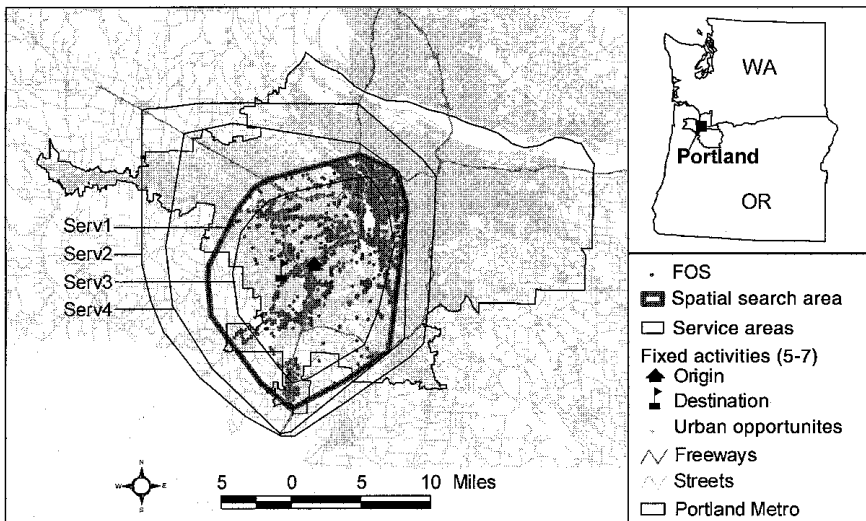 Serv1
Serv2
Serv3
Serv4
N
W E
S
5 0 5 10 Miles
WA
Portland
OR
FOS
Spatial search area
Service areas
Fixed activities (5-7)
Origin
Destination
Urban opportunites
Freeways
Streets
Portland Metro